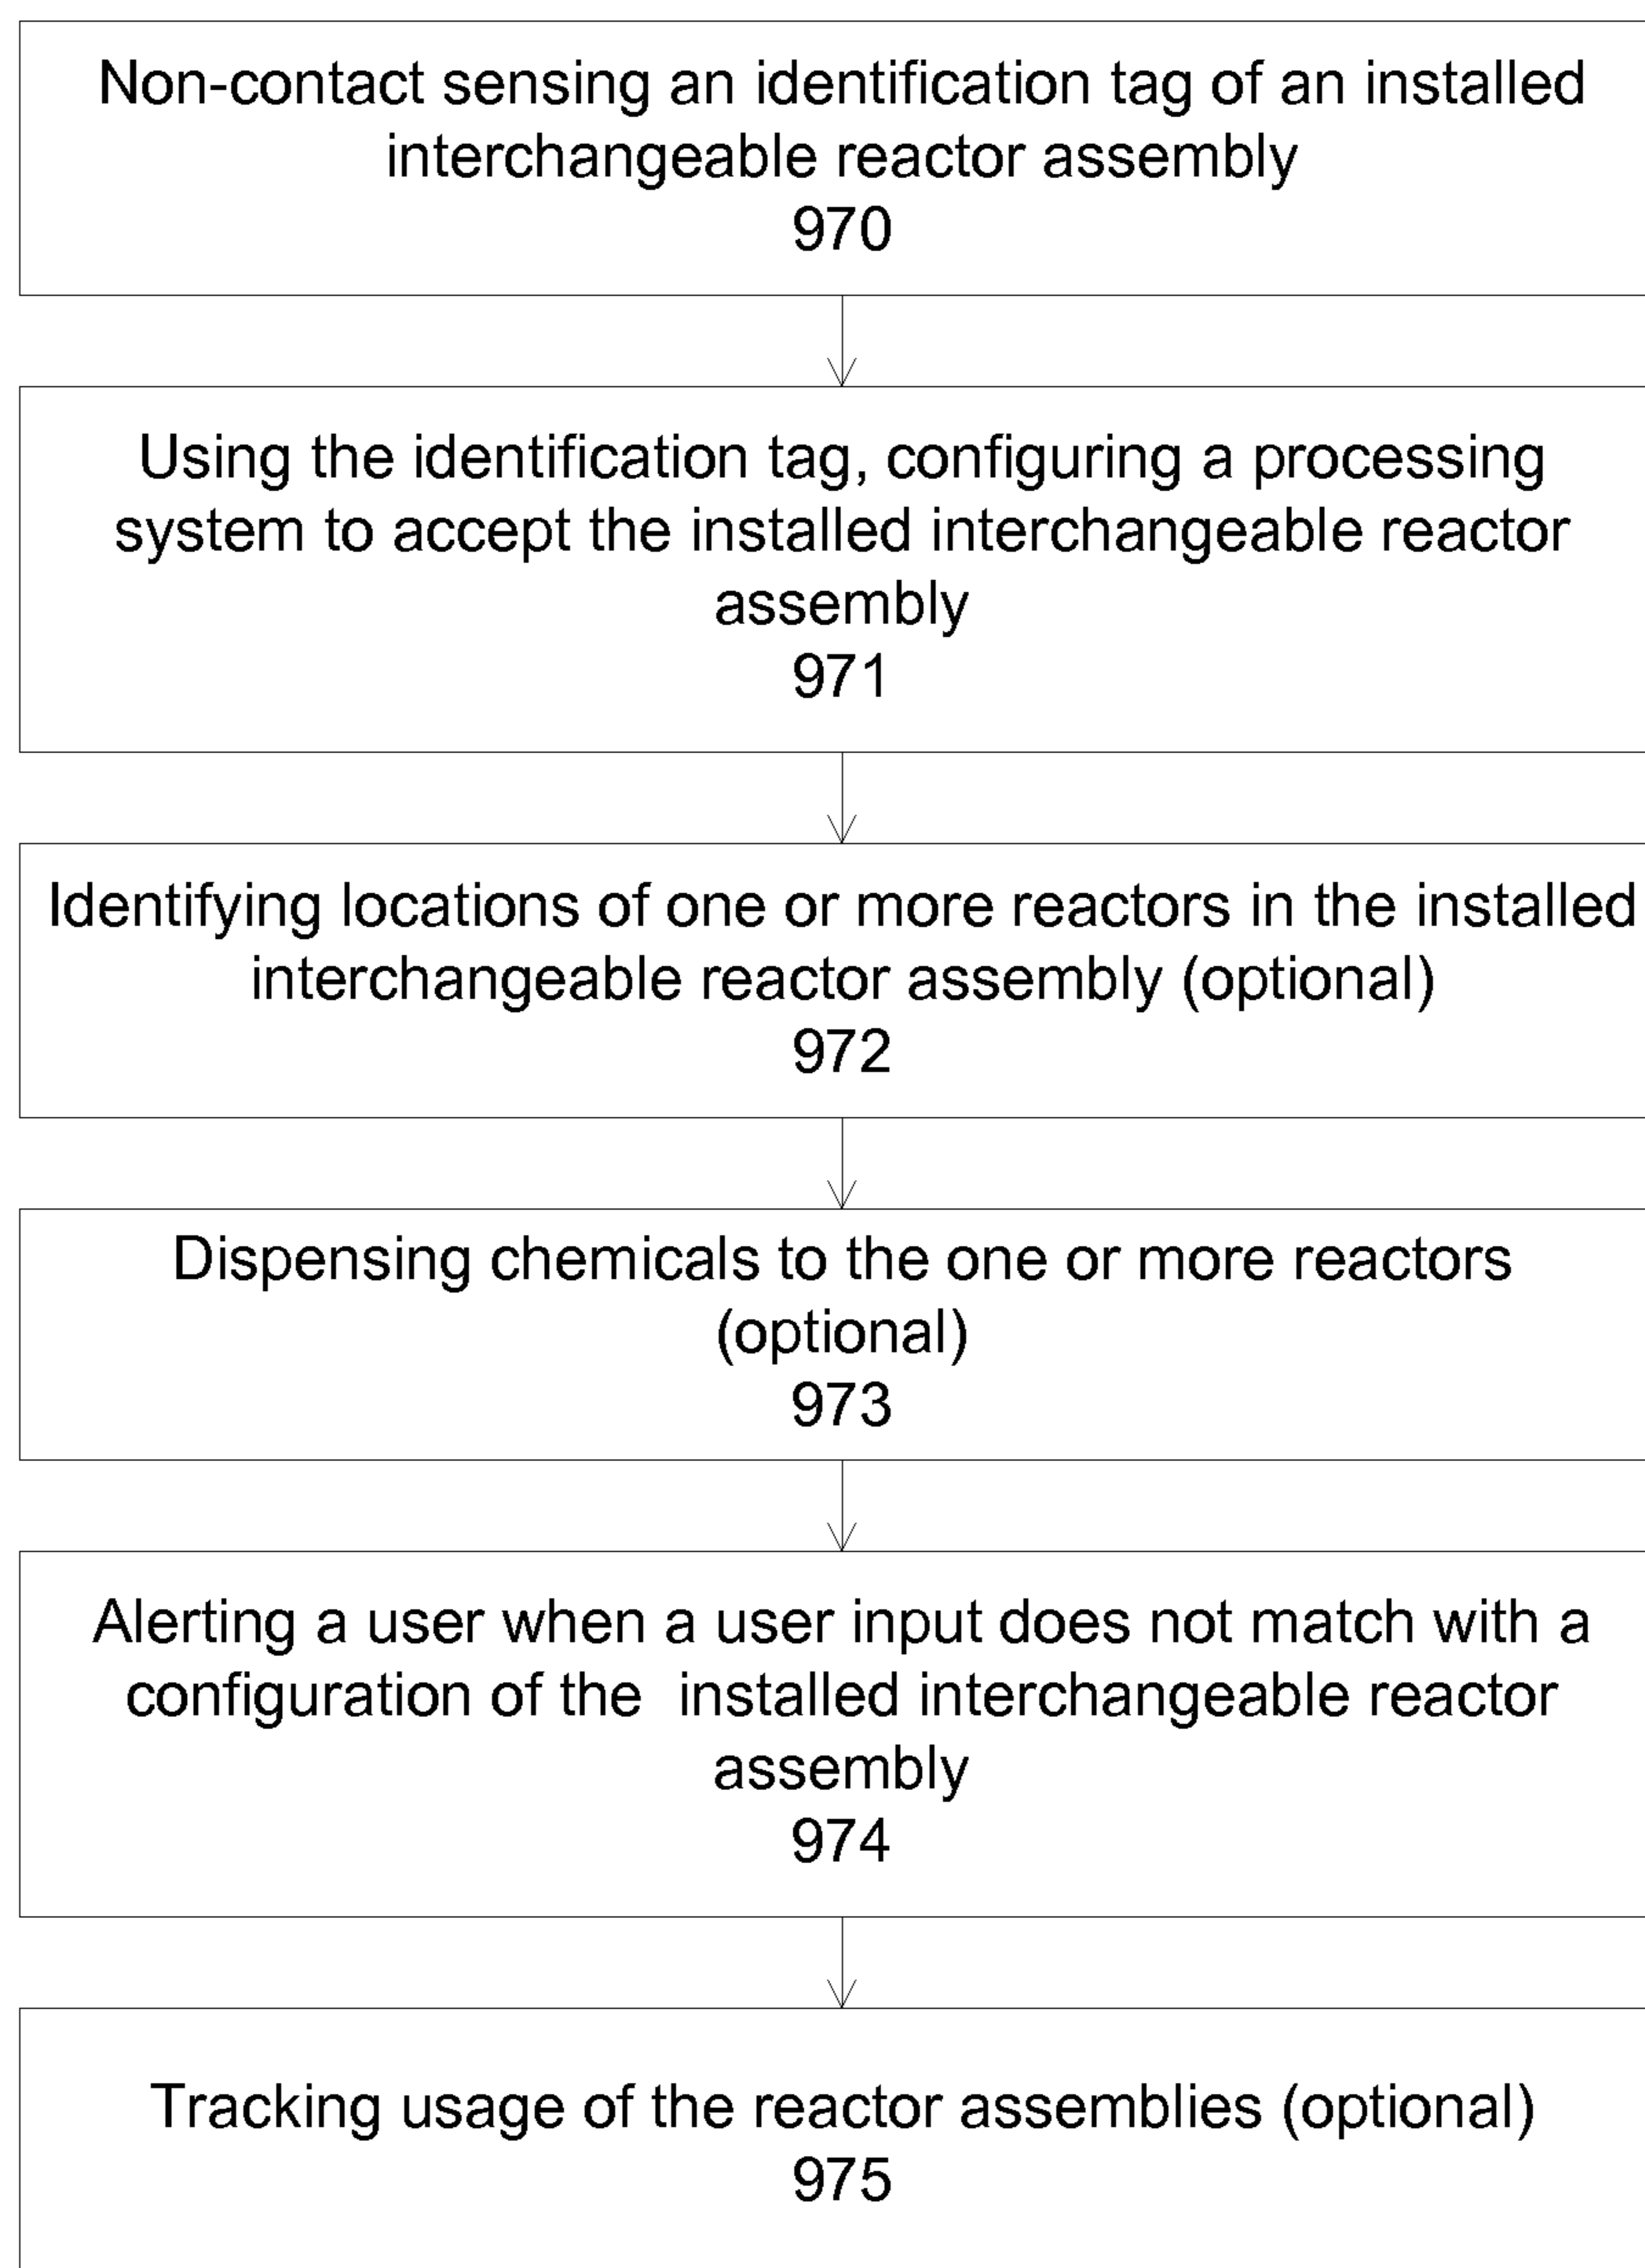 Non-contact sensing an identification tag of an installed
interchangeable reactor assembly
970
Using the identification tag, configuring a processing
system to accept the installed interchangeable reactor
assembly
971
Identifying locations of one or more reactors in the installed
interchangeable reactor assembly (optional)
972
Dispensing chemicals to the one or more reactors
(optional)
973
Alerting a user when a user input does not match with a
configuration of the  installed interchangeable reactor
assembly
974
Tracking usage of the reactor assemblies (optional)
975